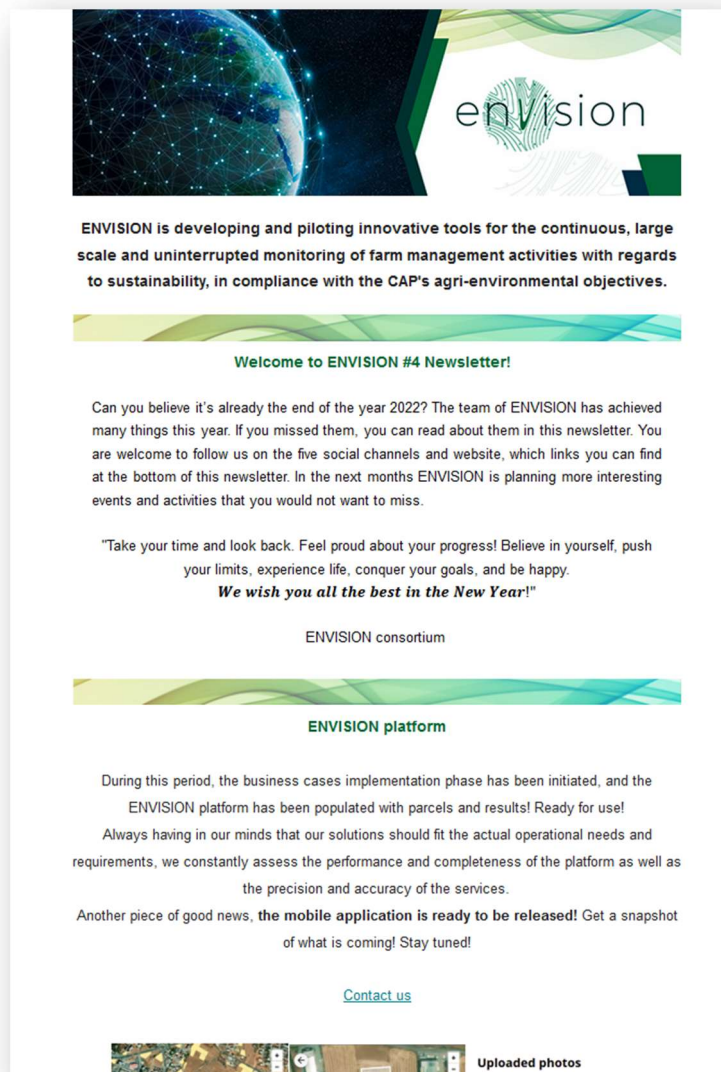 envision
ENVISION is developing and piloting innovative tools for the continuous, large
scale and uninterrupted monitoring of farm management activities with regards
to sustainability, in compliance with the CAP's agri-environmental objectives.
Welcome to ENVISION #4 Newsletter!
Can you believe it's already the end of the year 2022? The team of ENVISION has achieved
many things this year. If you missed them, you can read about them in this newsletter. You
are welcome to follow us on the five social channels and website, which links you can find
at the bottom of this newsletter. In the next months ENVISION is planning more interesting
events and activities that you would not want to miss.
"Take your time and look back. Feel proud about your progress! Believe in yourself, push
your limits, experience life, conquer your goals, and be happy.
We wish you all the best in the New Year!"
ENVISION consortium
ENVISION platform
During this period, the business cases implementation phase has been initiated, and the
ENVISION platform has been populated with parcels and results! Ready for use!
Always having in our minds that our solutions should fit the actual operational needs and
requirements, we constantly assess the performance and completeness of the platform as well as
the precision and accuracy of the services.
Another piece of good news, the mobile application is ready to be released! Get a snapshot
of what is coming! Stay tuned!
Contact us
Uploaded photos